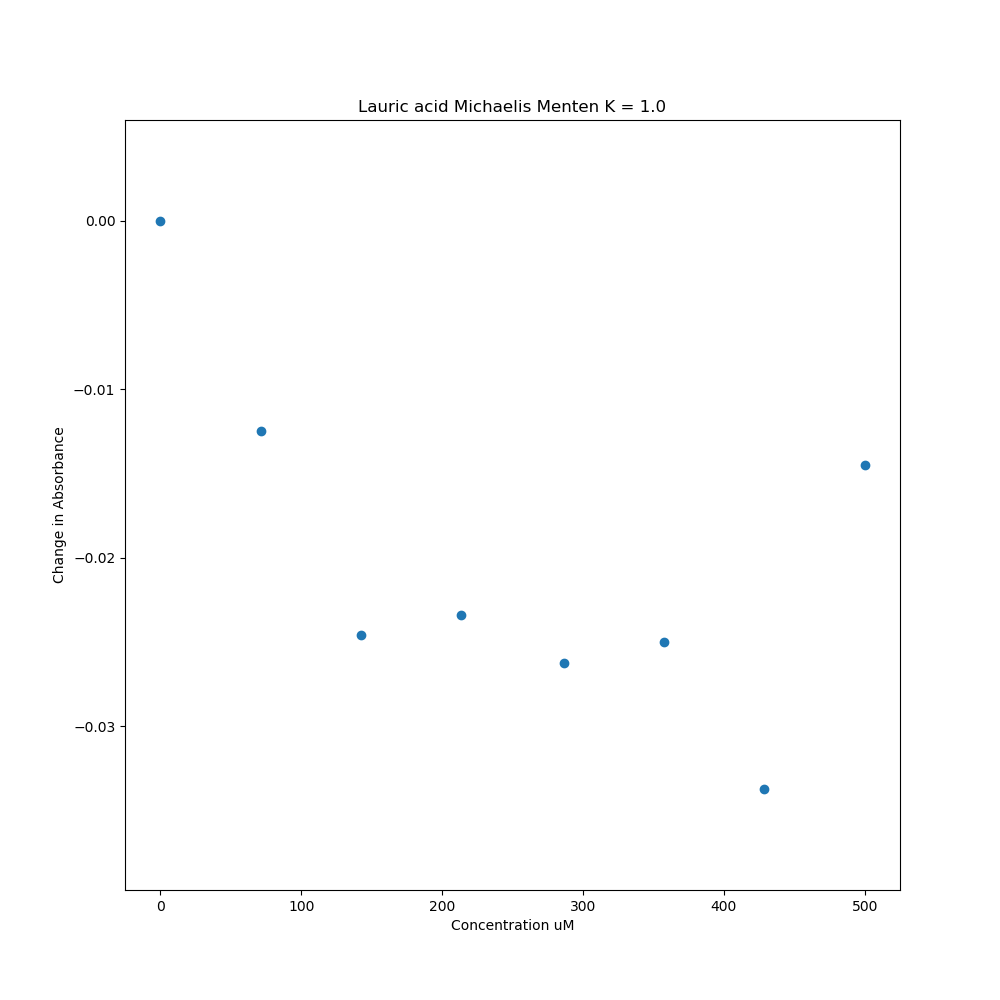 Lauric acid Michaelis Menten K = 1.0
0.00
−0.01
−0.02
−0.03
Change in Absorbance
0 100 200 300 400 500
Concentration uM